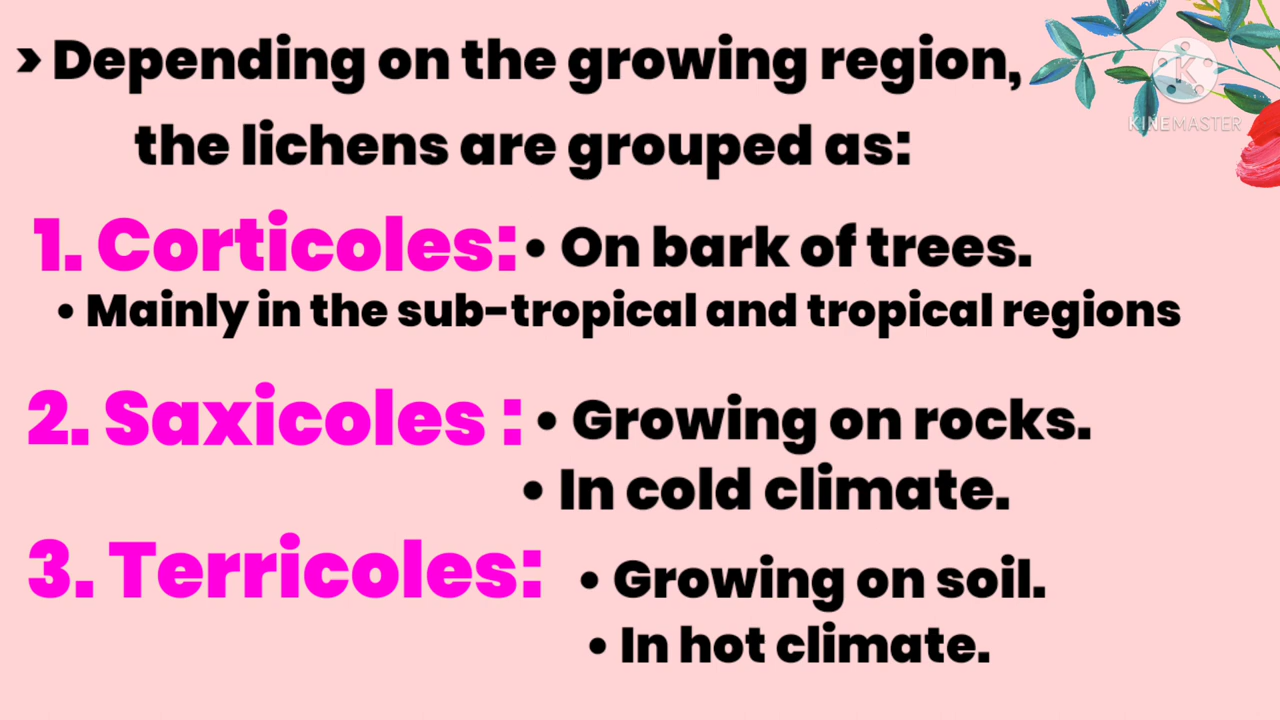 › Depending on the growing region,
the lichens are grouped as:
KINEMASTER
1. Corticoles: • On bark of trees.
• Mainly in the sub-tropical and tropical regions
2. Saxicoles : • Growing on rocks.
• In cold climate.
3. Terricoles: • Growing on soil.
• In hot climate.